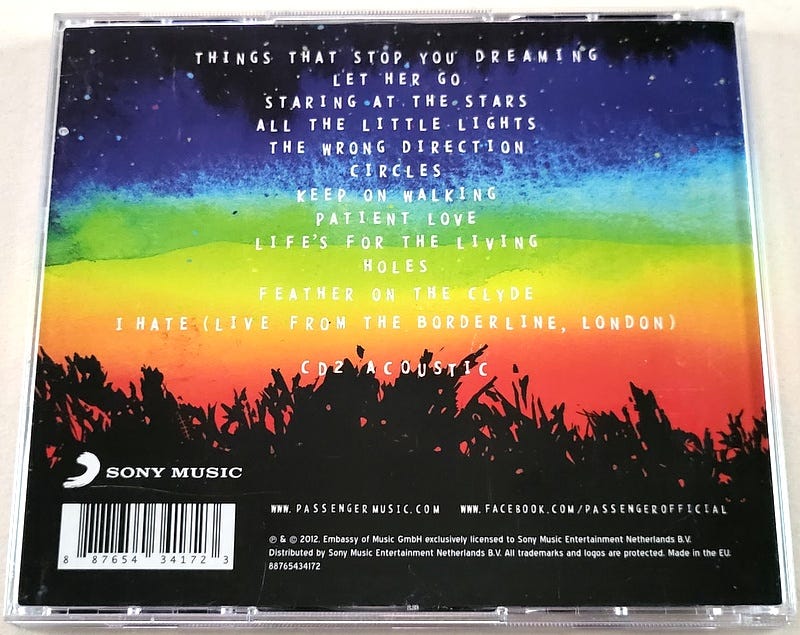 THINGS THAT STOP YOU DREAMING
LET HER GO
STARING AT THE STARS
ALL THE LITTLE LIGHTS
THE WRONG DIRECTION
CIRCLES
KEEP ON WALKING
PATIENT LOVE
LIFE'S FOR THE LIVING
HOLES
FEATHER ON THE CLYDE
I HATE (LIVE FROM THE BORDERLINE, LONDON)
CD2 ACOUSTIC
SONY MUSIC
WWW.PASSENGERMUSIC.COM WWW.FACEBOOK.COM/PASSENGEROFFICIAL
℗ & © 2012. Embassy of Music GmbH exclusively licensed to Sony Music Entertainment Netherlands B.V.
Distributed by Sony Music Entertainment Netherlands B.V. All trademarks and logos are protected. Made in the EU.
88765434172
8 87654 34172 3